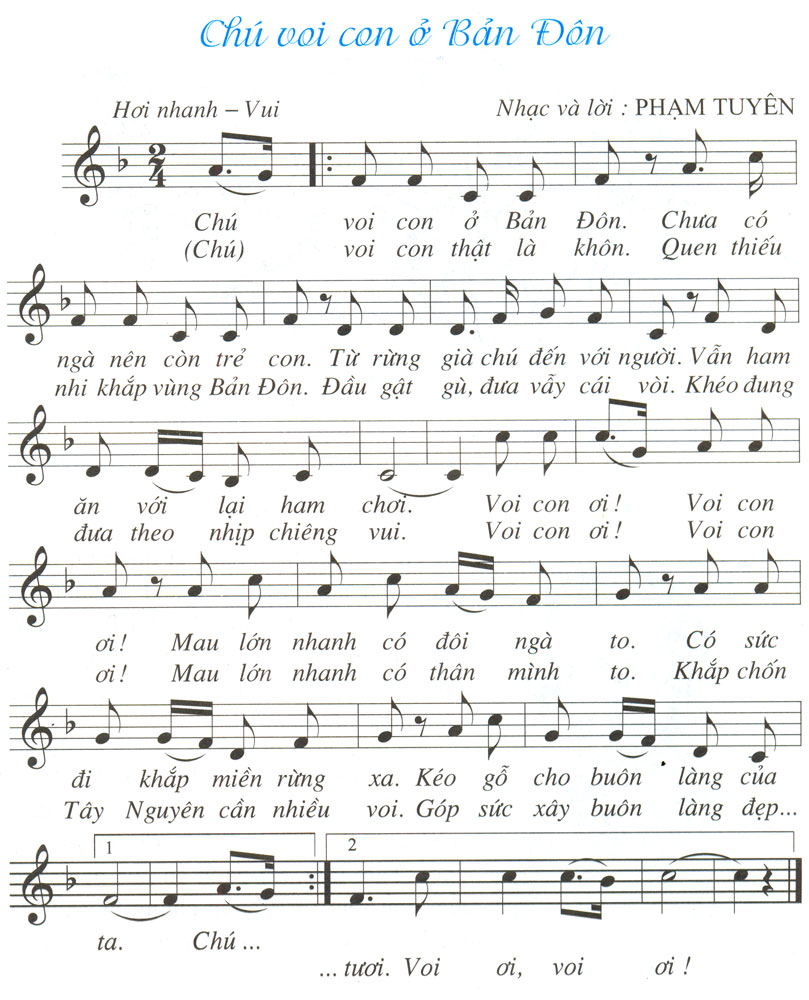 Chú voi con ở Bản Đôn
Hơi nhanh – Vui
Nhạc và lời : PHẠM TUYÊN
2
4
Chú voi con ở Bản Đôn. Chưa có
(Chú) voi con thật là khôn. Quen thiếu
ngà nên còn trẻ con. Từ rừng già chú đến với người. Vẫn ham
nhi khắp vùng Bản Đôn. Đầu gật gù, đưa vẫy cái vòi. Khéo đung
ăn với lại ham chơi. Voi con ơi! Voi con
đưa theo nhịp chiêng vui. Voi con ơi! Voi con
ơi! Mau lớn nhanh có đôi ngà to. Có sức
ơi! Mau lớn nhanh có thân mình to. Khắp chốn
đi khắp miền rừng xa. Kéo gỗ cho buôn làng của
Tây Nguyên cần nhiều voi. Góp sức xây buôn làng đẹp...
1
2
ta. Chú ...
... tươi. Voi ơi, voi ơi !